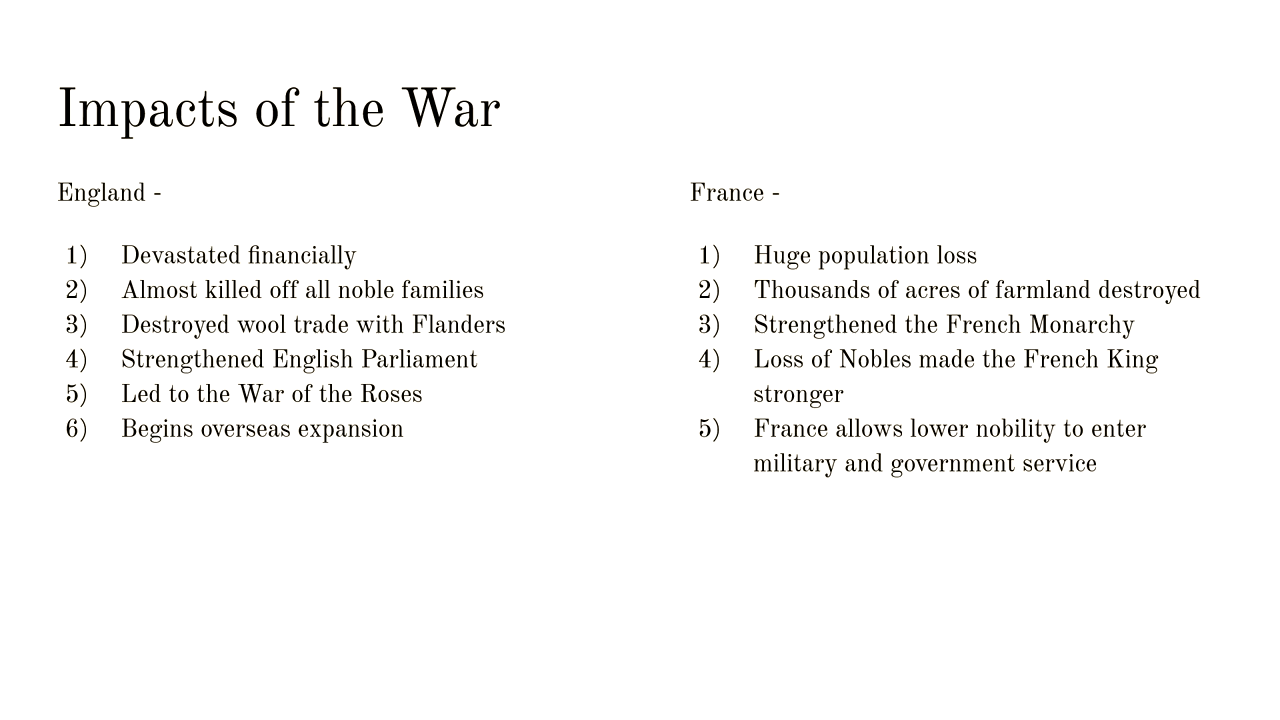 Impacts of the War
England -
1) Devastated financially
2) Almost killed off all noble families
3) Destroyed wool trade with Flanders
4) Strengthened English Parliament
5) Led to the War of the Roses
6) Begins overseas expansion
France -
1) Huge population loss
2) Thousands of acres of farmland destroyed
3) Strengthened the French Monarchy
4) Loss of Nobles made the French King
stronger
5) France allows lower nobility to enter
military and government service